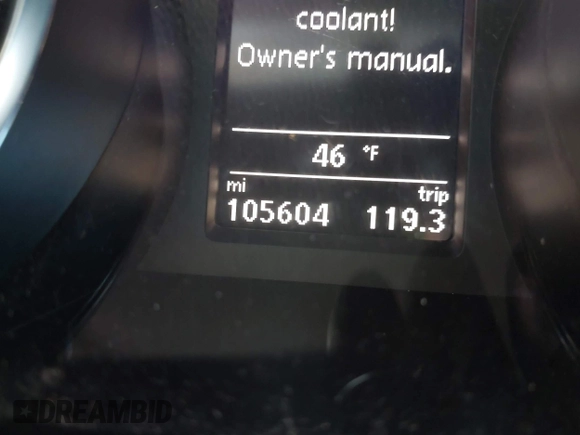 coolant!
Owner's manual.
46 °F
mi trip
105604 119.3
DREAMBID